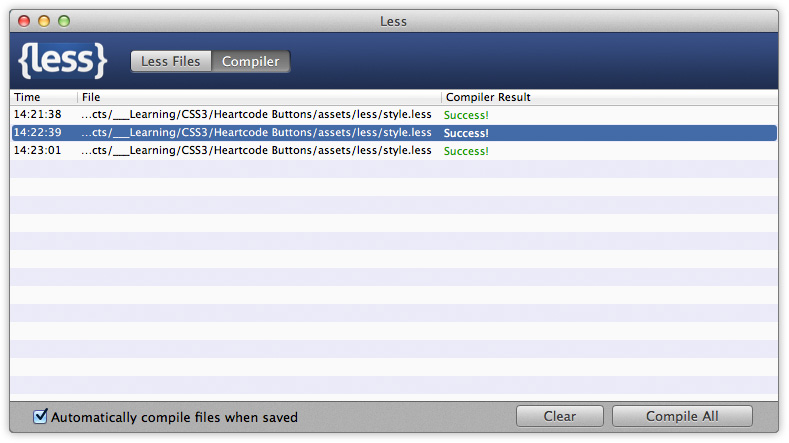 Less
{less}
Less Files Compiler
Time File Compiler Result
14:21:38 ...cts/___Learning/CSS3/Heartcode Buttons/assets/less/style.less Success!
14:22:39 ...cts/___Learning/CSS3/Heartcode Buttons/assets/less/style.less Success!
14:23:01 ...cts/___Learning/CSS3/Heartcode Buttons/assets/less/style.less Success!
Automatically compile files when saved Clear Compile All